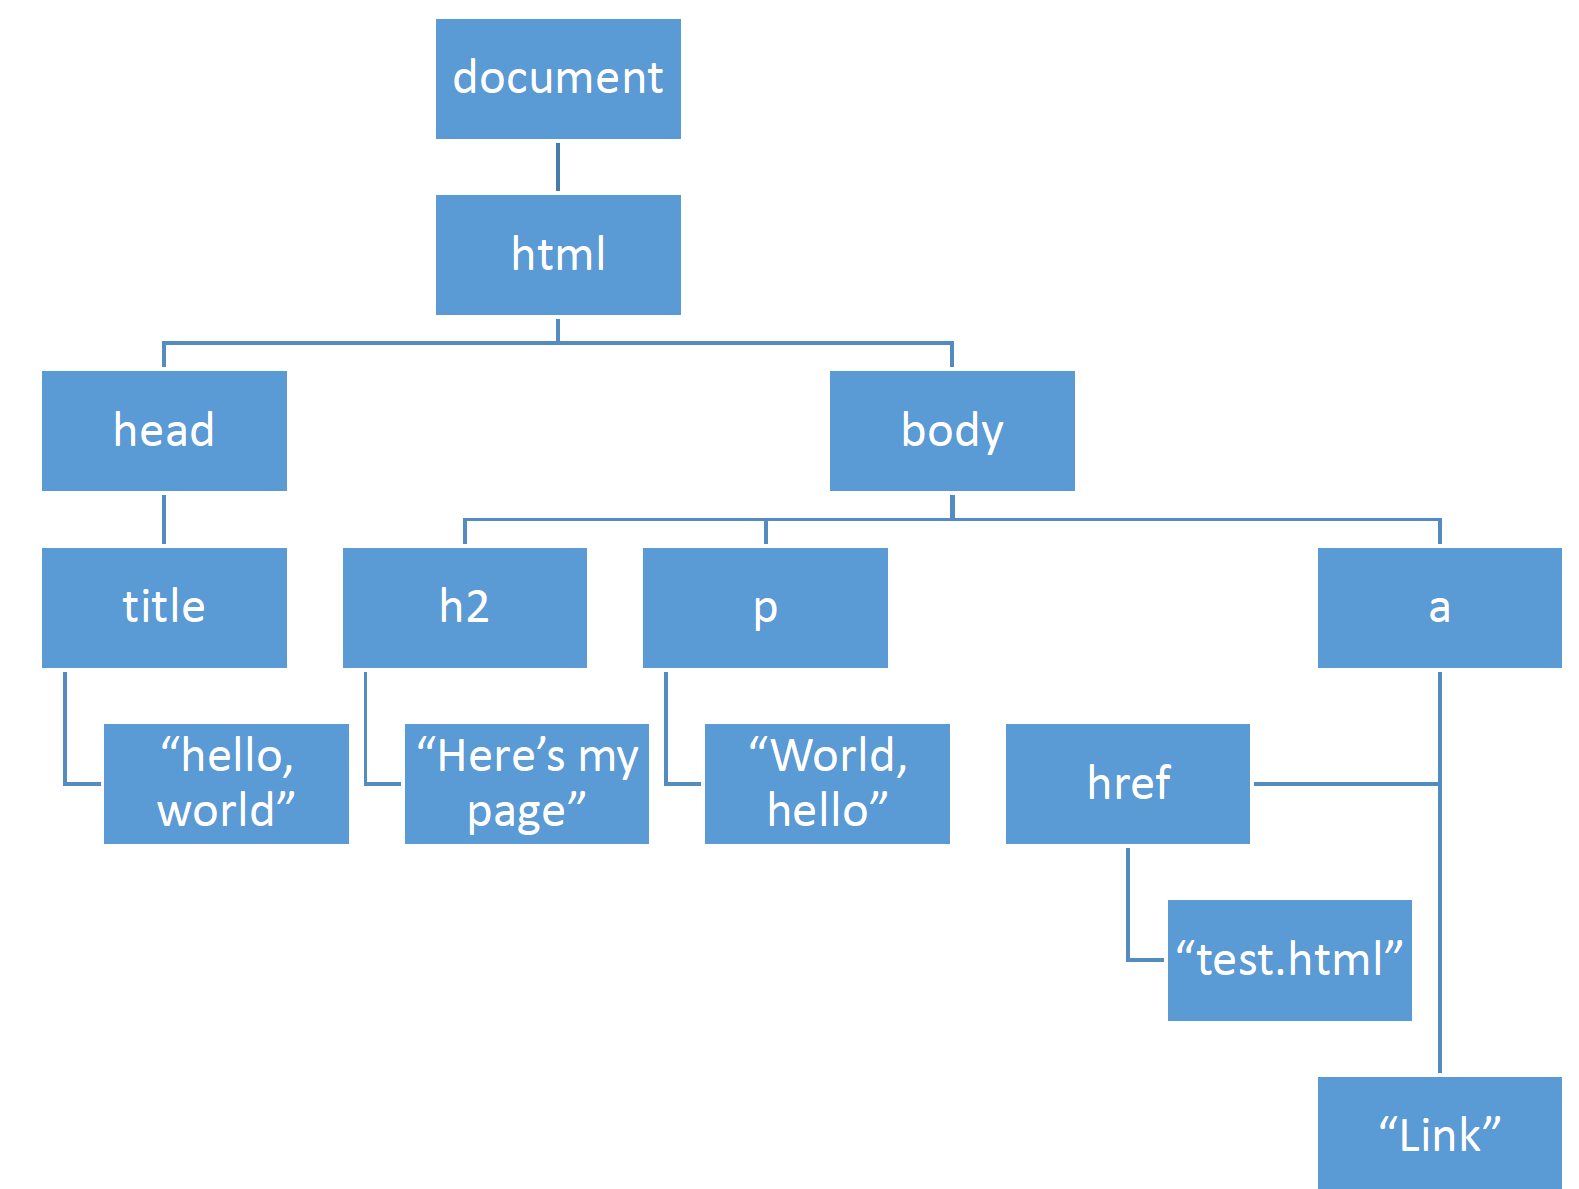 document
html
head
body
title
h2
p
a
“hello,
world”
“Here’s my
page”
“World,
hello”
href
“test.html”
“Link”